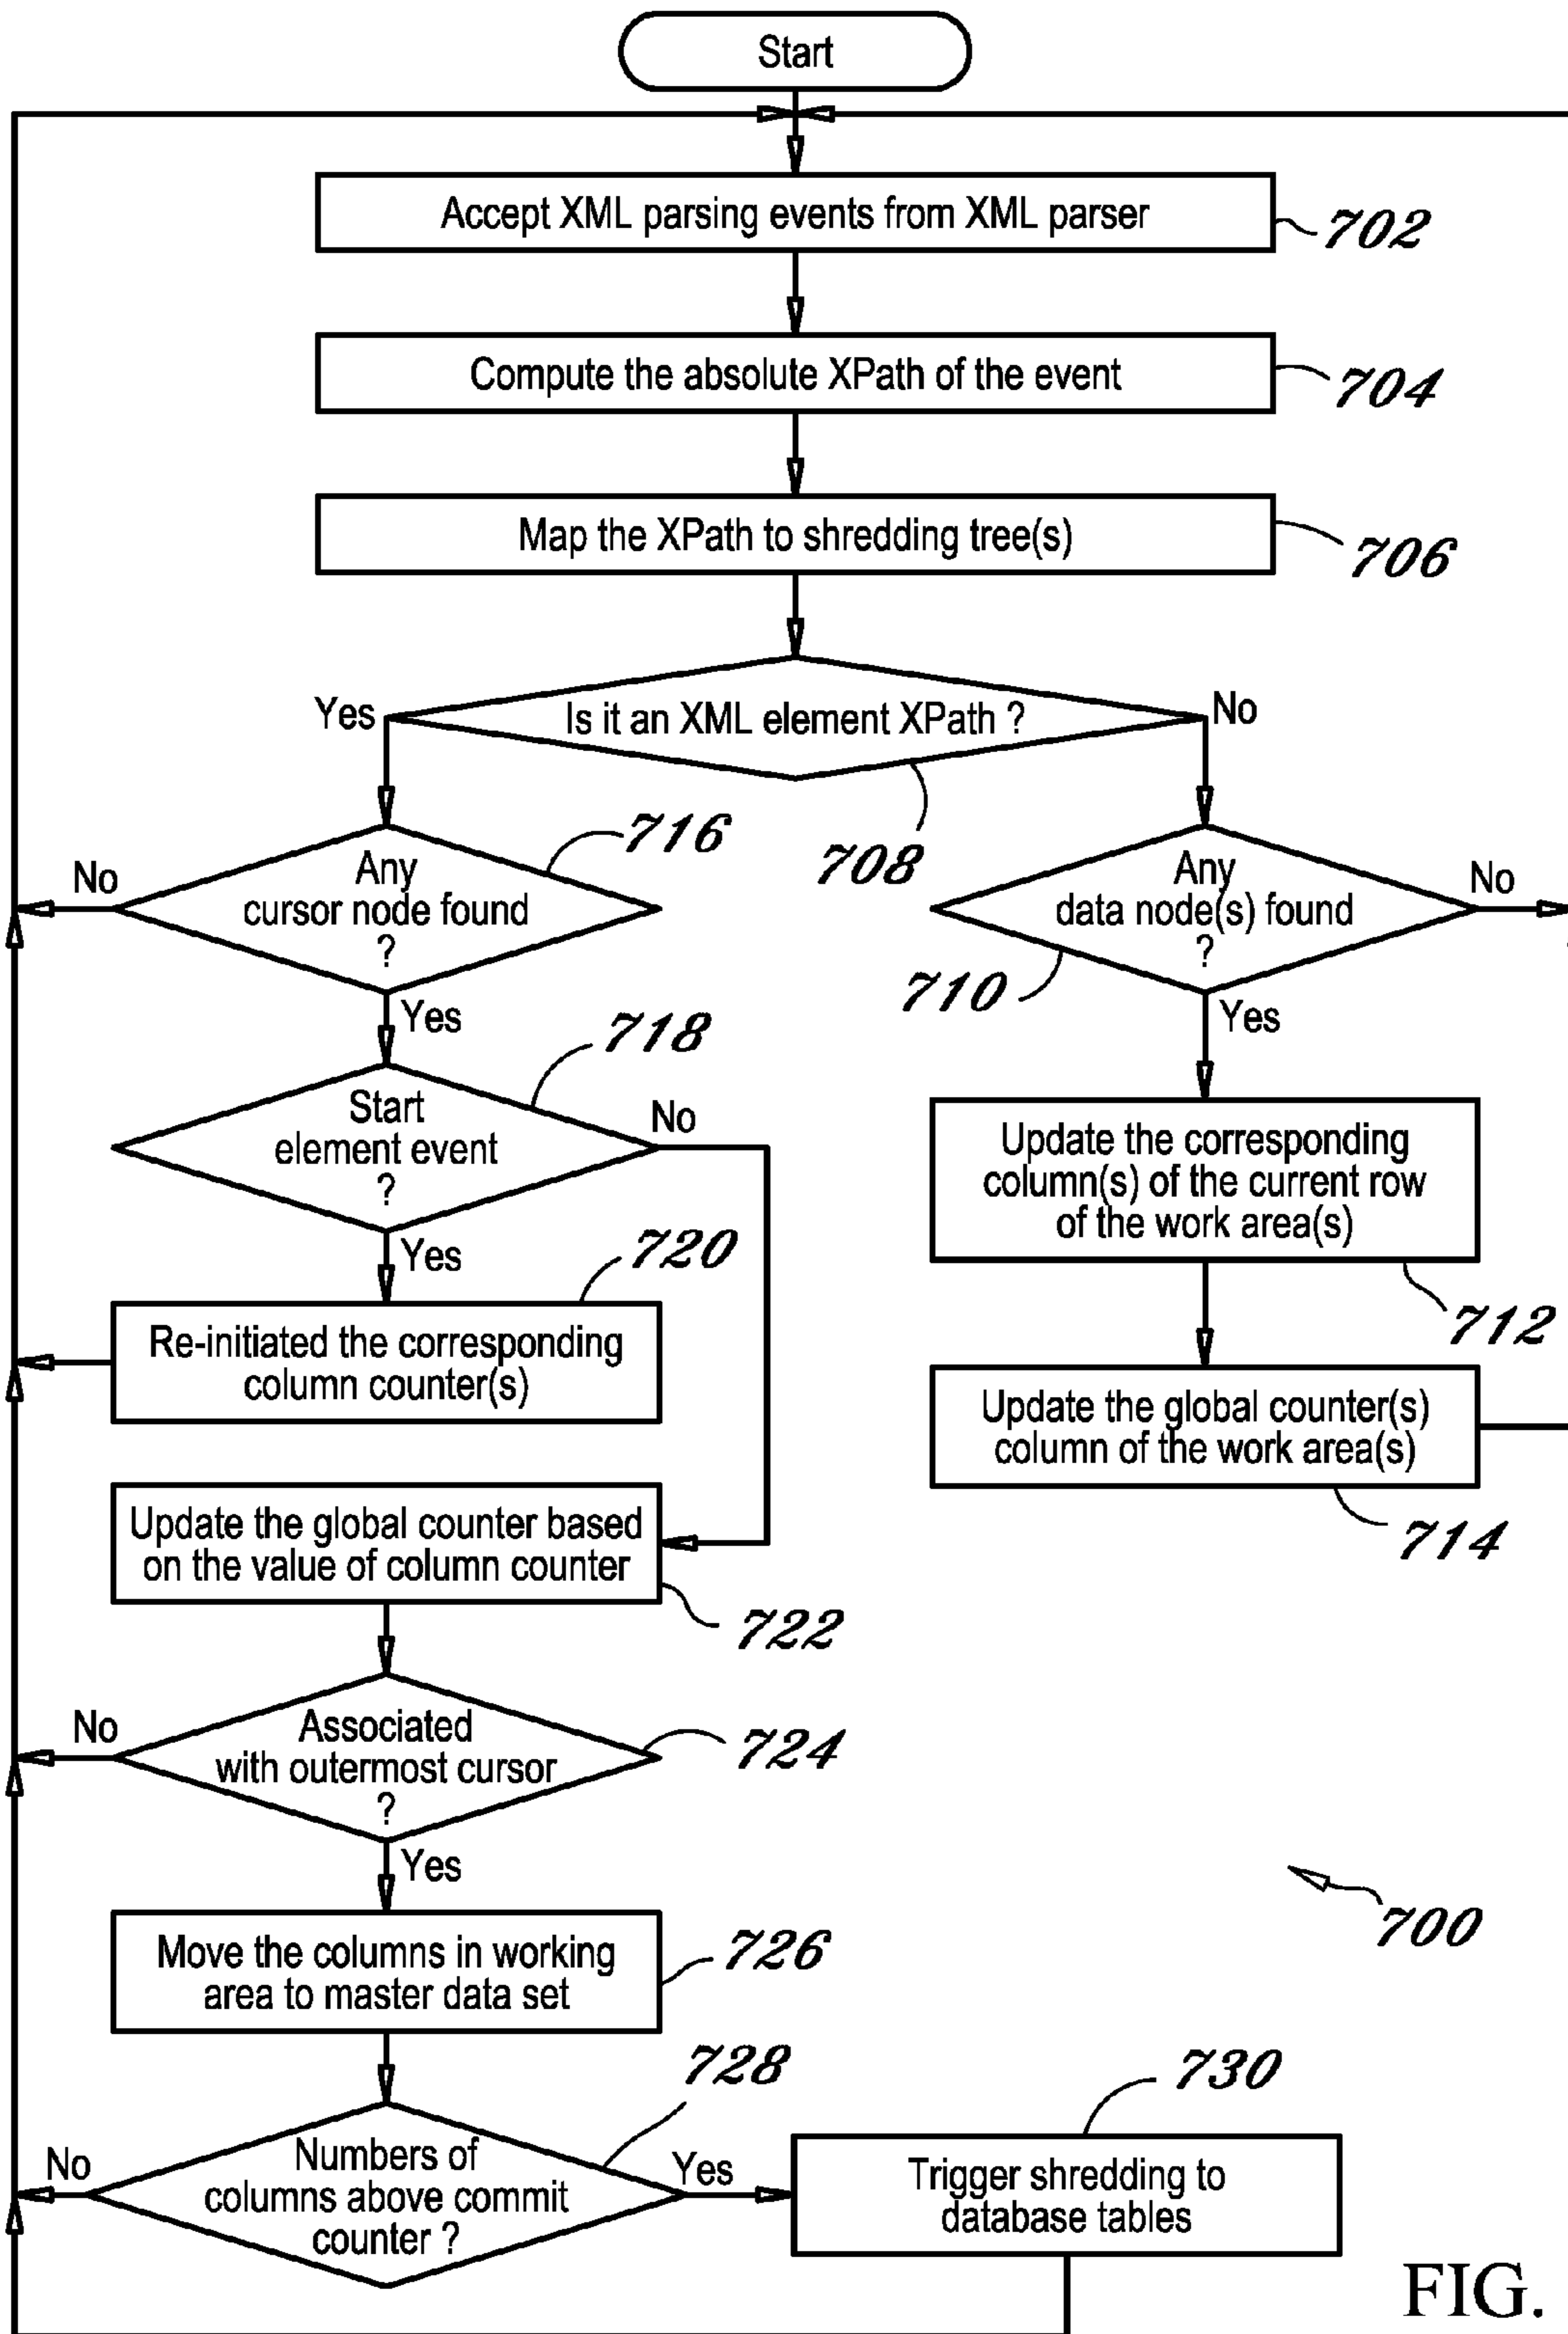 Start
Accept XML parsing events from XML parser
702
Compute the absolute XPath of the event
704
Map the XPath to shredding tree(s)
706
Yes
Is it an XML element XPath ?
No
708
716
No
Any
cursor node found
?
Yes
Any
data node(s) found
?
No
710
Yes
718
Start
element event
?
No
Yes
Update the corresponding
column(s) of the current row
of the work area(s)
712
720
Re-initiated the corresponding
column counter(s)
Update the global counter(s)
column of the work area(s)
714
Update the global counter based
on the value of column counter
722
No
Associated
with outermost cursor
?
724
Yes
700
Move the columns in working
area to master data set
726
728
No
Numbers of
columns above commit
counter ?
Yes
730
Trigger shredding to
database tables
FIG.